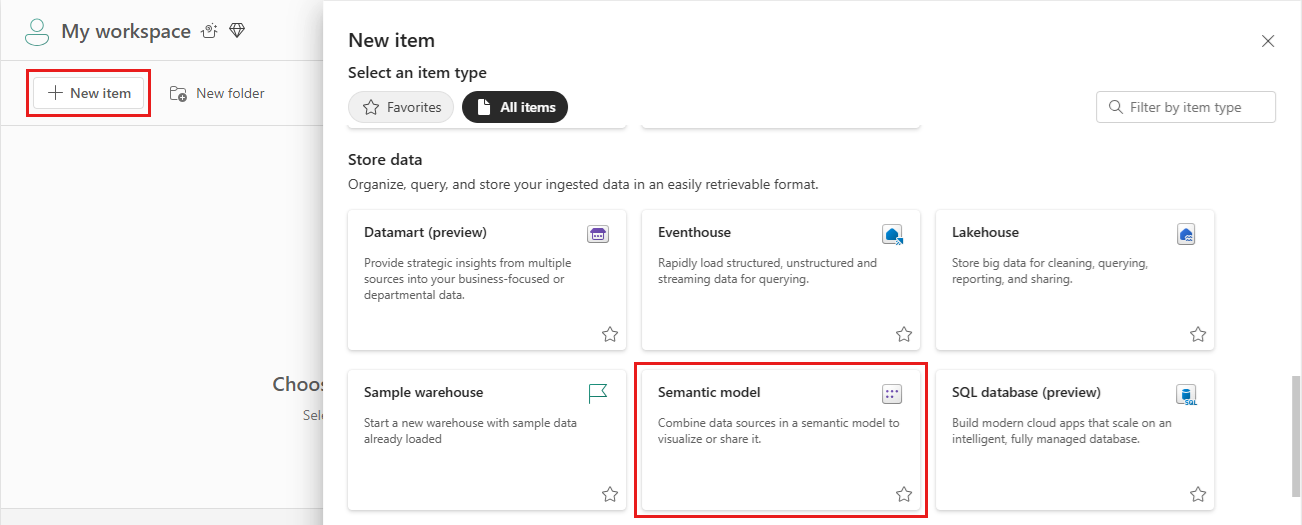 My workspace
New item
New folder
Choos
Sele
New item
Select an item type
Favorites
All items
Filter by item type
Store data
Organize, query, and store your ingested data in an easily retrievable format.
Datamart (preview)
Provide strategic insights from multiple
sources into your business-focused or
departmental data.
Eventhouse
Rapidly load structured, unstructured and
streaming data for querying.
Lakehouse
Store big data for cleaning, querying,
reporting, and sharing.
Sample warehouse
Start a new warehouse with sample data
already loaded
Semantic model
Combine data sources in a semantic model to
visualize or share it.
SQL database (preview)
SQL
Build modern cloud apps that scale on an
intelligent, fully managed database.